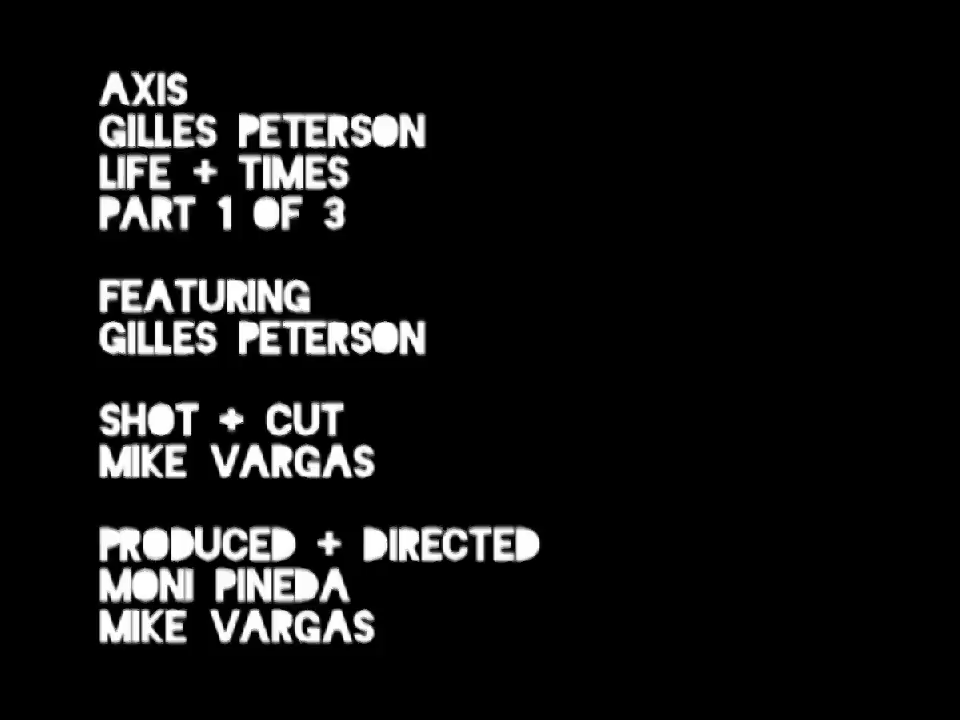 AXIS
GILLES PETERSON
LIFE + TIMES
PART 1 OF 3
FEATURING
GILLES PETERSON
SHOT + CUT
MIKE VARGAS
PRODUCED + DIRECTED
MONI PINEDA
MIKE VARGAS